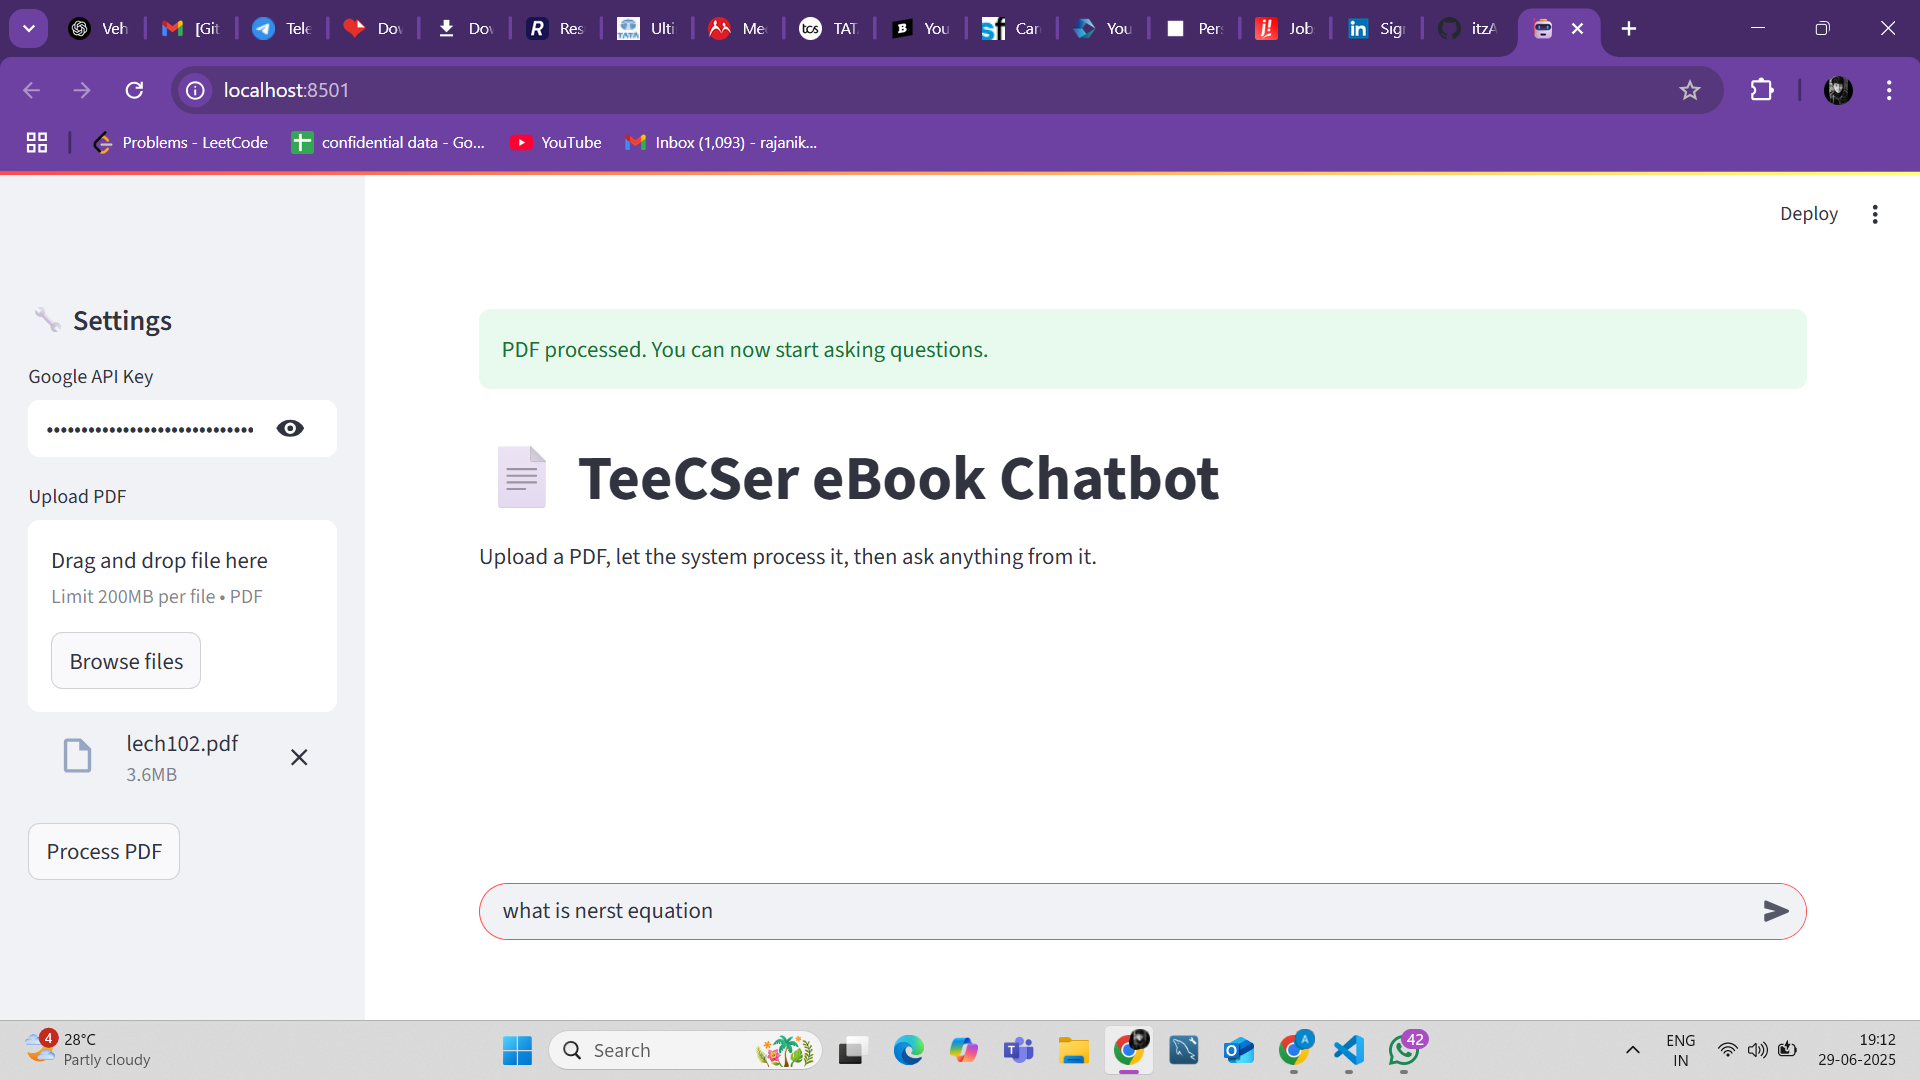 Veh
[Git
Tele
Dov
Dov
Res
Ulti
Mee
TAT
You
Can
You
Pers
Job
Sign
itzA
localhost:8501
Problems - LeetCode
confidential data - Go...
YouTube
Inbox (1,093) - rajanik...
Deploy
Settings
Google API Key
Upload PDF
Drag and drop file here
Limit 200MB per file • PDF
Browse files
lech102.pdf
3.6MB
Process PDF
PDF processed. You can now start asking questions.
TeeCSer eBook Chatbot
Upload a PDF, let the system process it, then ask anything from it.
what is nerst equation
4
28°C
Partly cloudy
Search
A
42
ENG
IN
19:12
29-06-2025